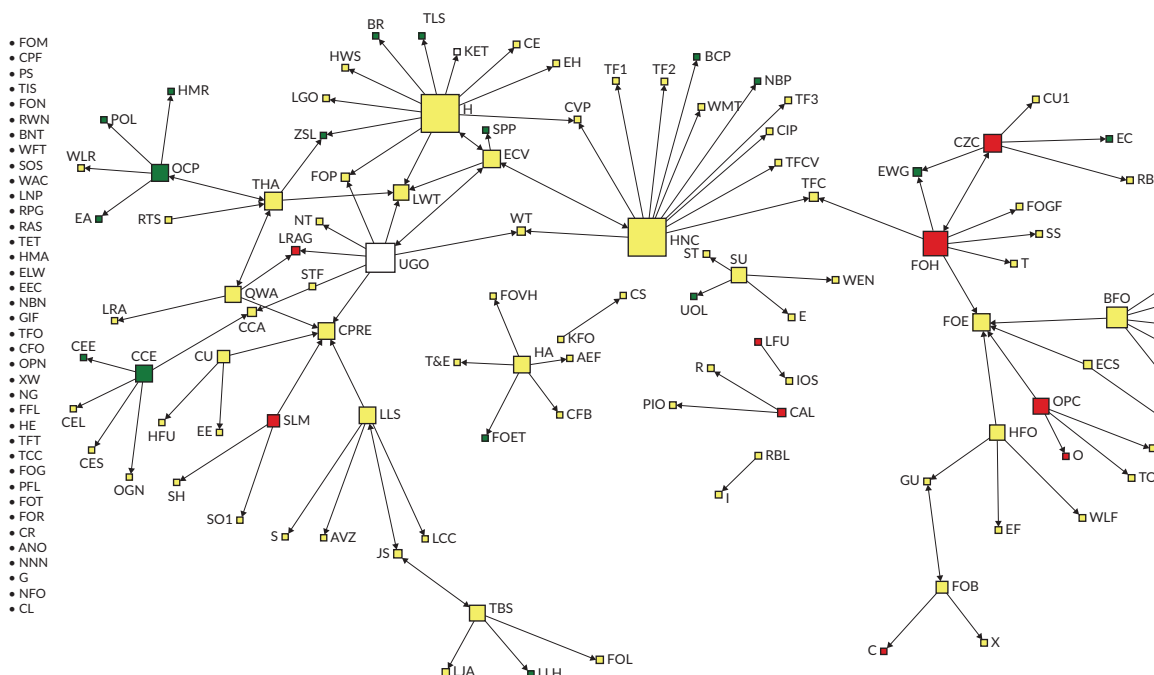 • FOM
• CPF
• PS
• TIS
• FON
• RWN
• BNT
• WFT
• SOS
• WAC
• LNP
• RPG
• RAS
• TET
• HMA
• ELW
• EEC
• NBN
• GIF
• TFO
• CFO
• OPN
• XW
• NG
• FFL
• HE
• TFT
• TCC
• FOG
• PFL
• FOT
• FOR
• CR
• ANO
• NNN
• G
• NFO
• CL
TLS
BR
CE
KET
HWS
EH
BCP
TF1
TF2
NBP
HMR
LGO
H
CVP
WMT
TF3
CU1
POL
ZSL
SPP
CIP
CZC
EC
WLR
OCP
ECV
TFCV
EWG
RB
FOP
THA
LWT
TFC
EA
RTS
NT
WT
FOGF
LRAG
HNC
SS
UGO
ST
SU
FOH
T
STF
WEN
QWA
FOVH
CS
UOL
BFO
LRA
CCA
E
FOE
CPRE
KFO
CEE
CCE
CU
T&E
HA
AEF
LFU
ECS
R
IOS
CEL
SLM
LLS
CFB
PIO
CAL
OPC
HFU
EE
FOET
HFO
CES
O
RBL
OGN
SH
GU
TO
I
SO1
WLF
S
AVZ
LCC
EF
JS
FOB
TBS
C
X
FOL
LJA
LLH